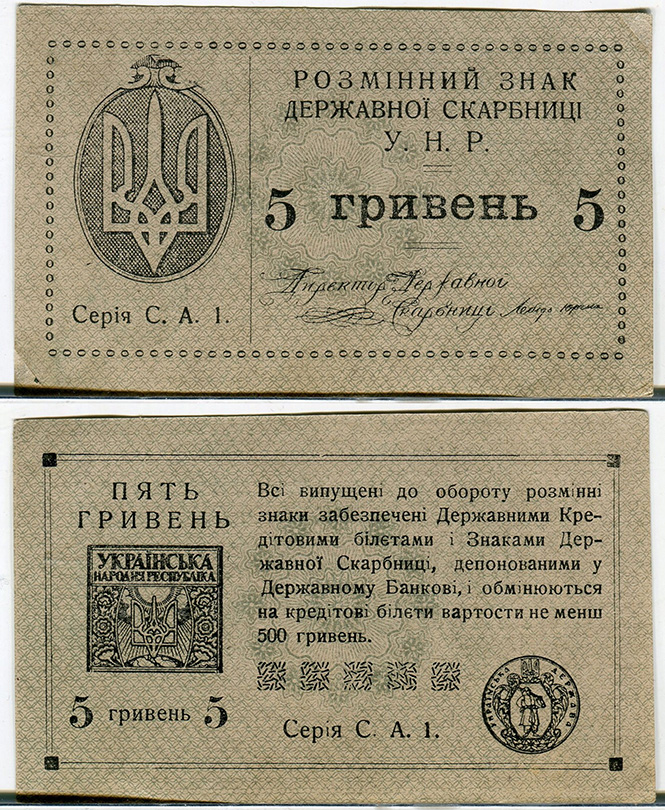 РОЗМІННИЙ ЗНАК
ДЕРЖАВНОЇ СКАРБНИЦІ
У. Н. Р.
5 гривень 5
Директор Державної
Скарбниці
Серія С. А. 1.
ПЯТЬ
ГРИВЕНЬ
УКРАЇНСЬКА
НАРОДНЯ РЕСПУБЛІКА
5 гривень 5
Всі випущені до обороту розмінні
знаки забезпечені Державними Кре-
дітовими білєтами і Знаками Дер-
жавної Скарбниці, депонованими у
Державному Банкові, і обмінюються
на кредітові білєти вартости не менш
500 гривень.
Серія С. А. 1.
УКРАЇНСЬКА ДЕРЖАВА